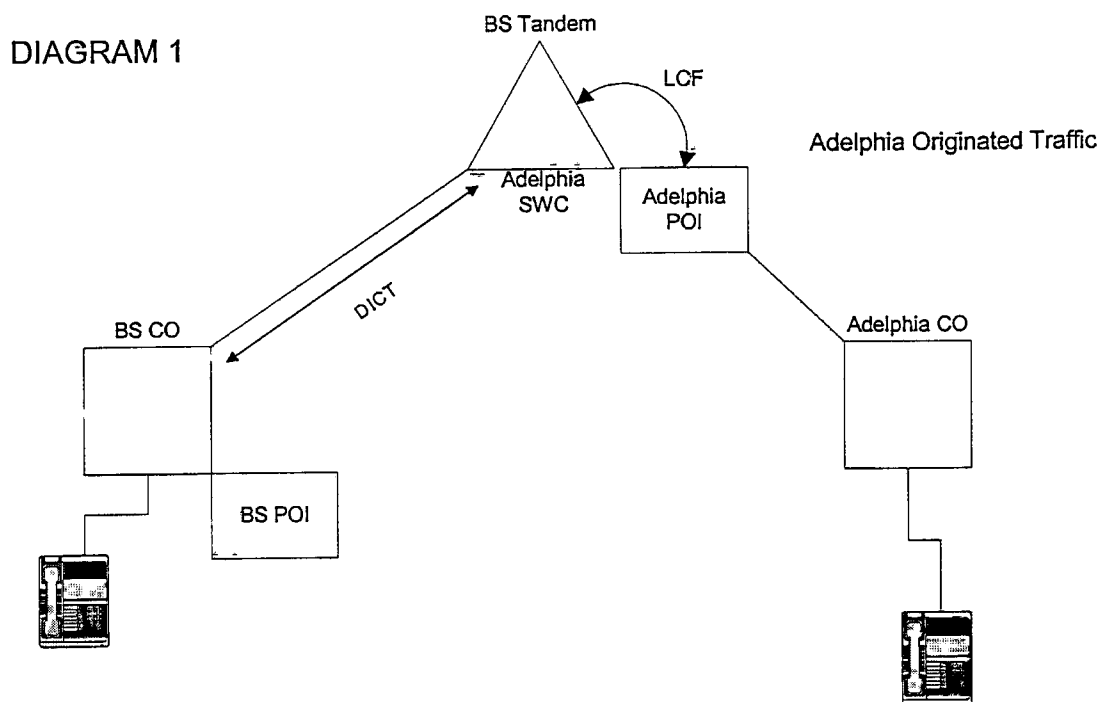 BS Tandem
DIAGRAM 1
LCF
Adelphia Originated Traffic
Adelphia
SWC
Adelphia
POI
DICT
BS CO
Adelphia CO
BS POI